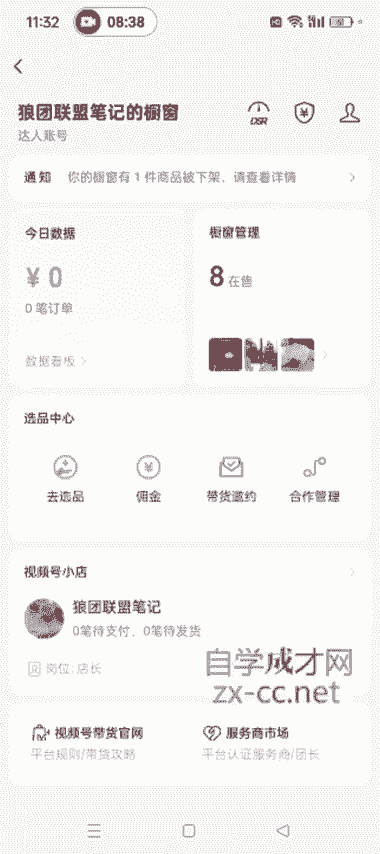 11:32 08:38
狼团联盟笔记的橱窗
DSR
达人账号
通知 你的橱窗有 1 件商品被下架，请查看详情
今日数据
橱窗管理
¥ 0
8 在售
0 笔订单
数据看板
选品中心
去选品 佣金 带货邀约 合作管理
视频号小店
狼团联盟笔记
0笔待支付、0笔待发货
岗位: 店长
自学成才网
zx-cc.net
视频号带货官网 服务商市场
平台规则/带货攻略 平台认证服务商/团长